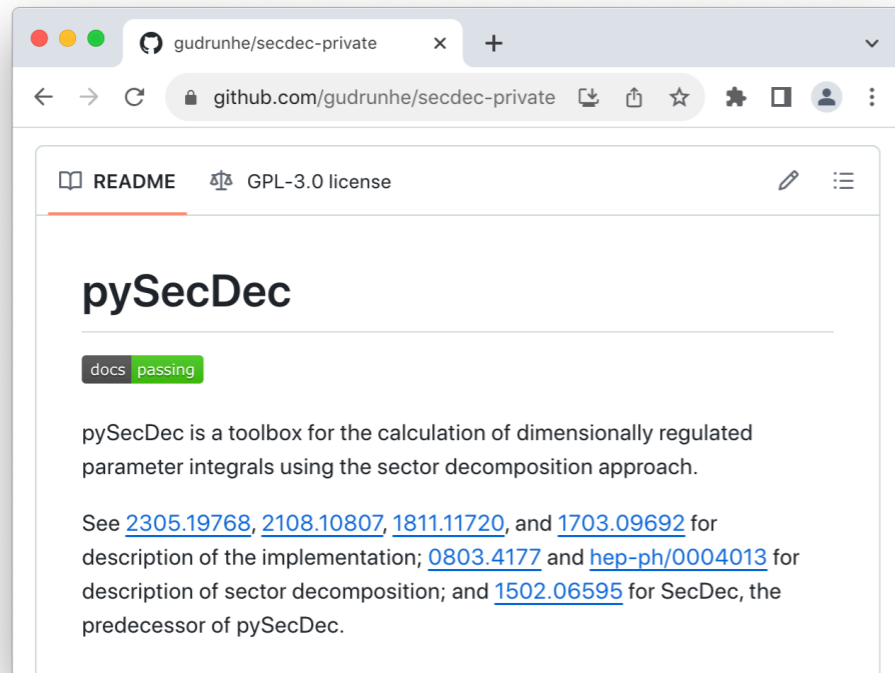 gudrunhe/secdec-private
github.com/gudrunhe/secdec-private
README GPL-3.0 license
pySecDec
docs passing
pySecDec is a toolbox for the calculation of dimensionally regulated
parameter integrals using the sector decomposition approach.
See 2305.19768, 2108.10807, 1811.11720, and 1703.09692 for
description of the implementation; 0803.4177 and hep-ph/0004013 for
description of sector decomposition; and 1502.06595 for SecDec, the
predecessor of pySecDec.